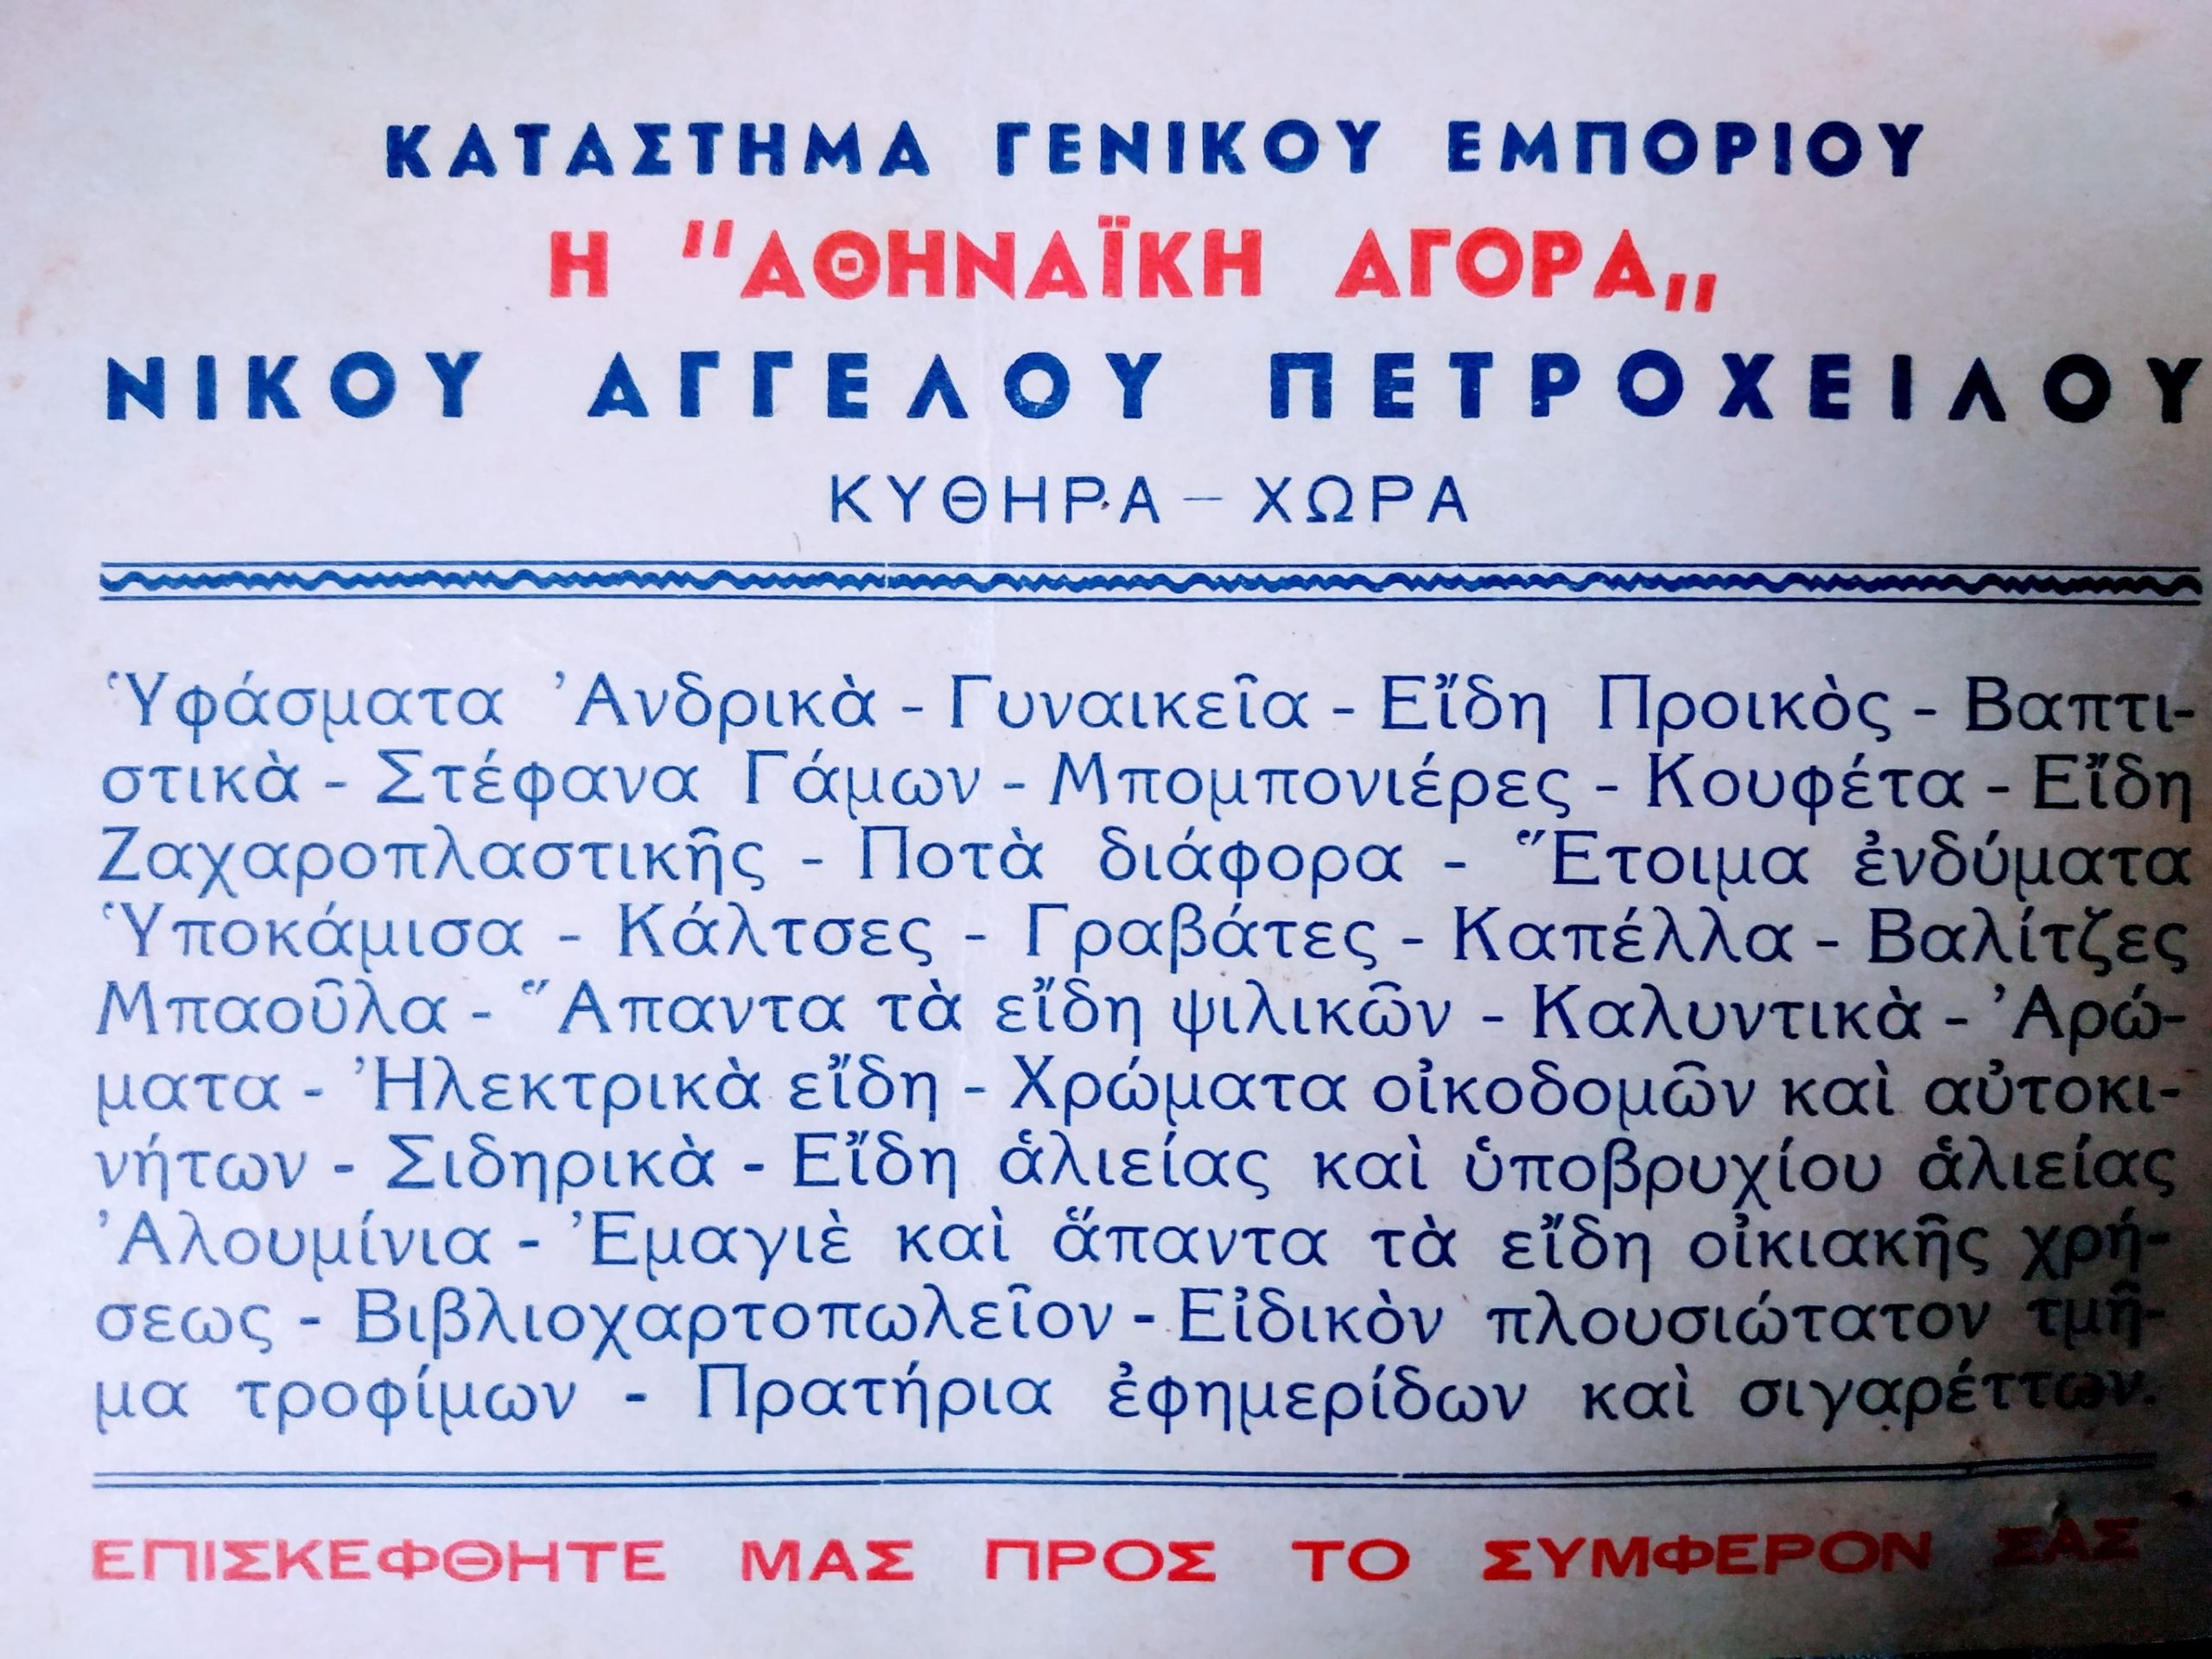 ΚΑΤΑΣΤΗΜΑ ΓΕΝΙΚΟΥ ΕΜΠΟΡΙΟΥ
Η "ΑΘΗΝΑΪΚΗ ΑΓΟΡΑ„
ΝΙΚΟΥ ΑΓΓΕΛΟΥ ΠΕΤΡΟΧΕΙΛΟΥ
ΚΥΘΗΡΑ – ΧΩΡΑ
Ὑφάσματα Ἀνδρικὰ - Γυναικεῖα - Εἴδη Προικὸς - Βαπτι-
στικὰ - Στέφανα Γάμων - Μπομπονιέρες - Κουφέτα - Εἴδη
Ζαχαροπλαστικῆς - Ποτὰ διάφορα - Ἕτοιμα ἐνδύματα
Ὑποκάμισα - Κάλτσες - Γραβάτες - Καπέλλα - Βαλίτζες
Μπαοῦλα - Ἅπαντα τὰ εἴδη ψιλικῶν - Καλυντικὰ - Ἀρώ-
ματα - Ἠλεκτρικὰ εἴδη - Χρώματα οἰκοδομῶν καὶ αὐτοκι-
νήτων - Σιδηρικὰ - Εἴδη ἁλιείας καὶ ὑποβρυχίου ἁλιείας
Ἀλουμίνια - Ἐμαγιὲ καὶ ἅπαντα τὰ εἴδη οἰκιακῆς χρή-
σεως - Βιβλιοχαρτοπωλεῖον - Εἰδικὸν πλουσιώτατον τμῆ-
μα τροφίμων - Πρατήρια ἐφημερίδων καὶ σιγαρέττων.
ΕΠΙΣΚΕΦΘΗΤΕ ΜΑΣ ΠΡΟΣ ΤΟ ΣΥΜΦΕΡΟΝ ΣΑΣ